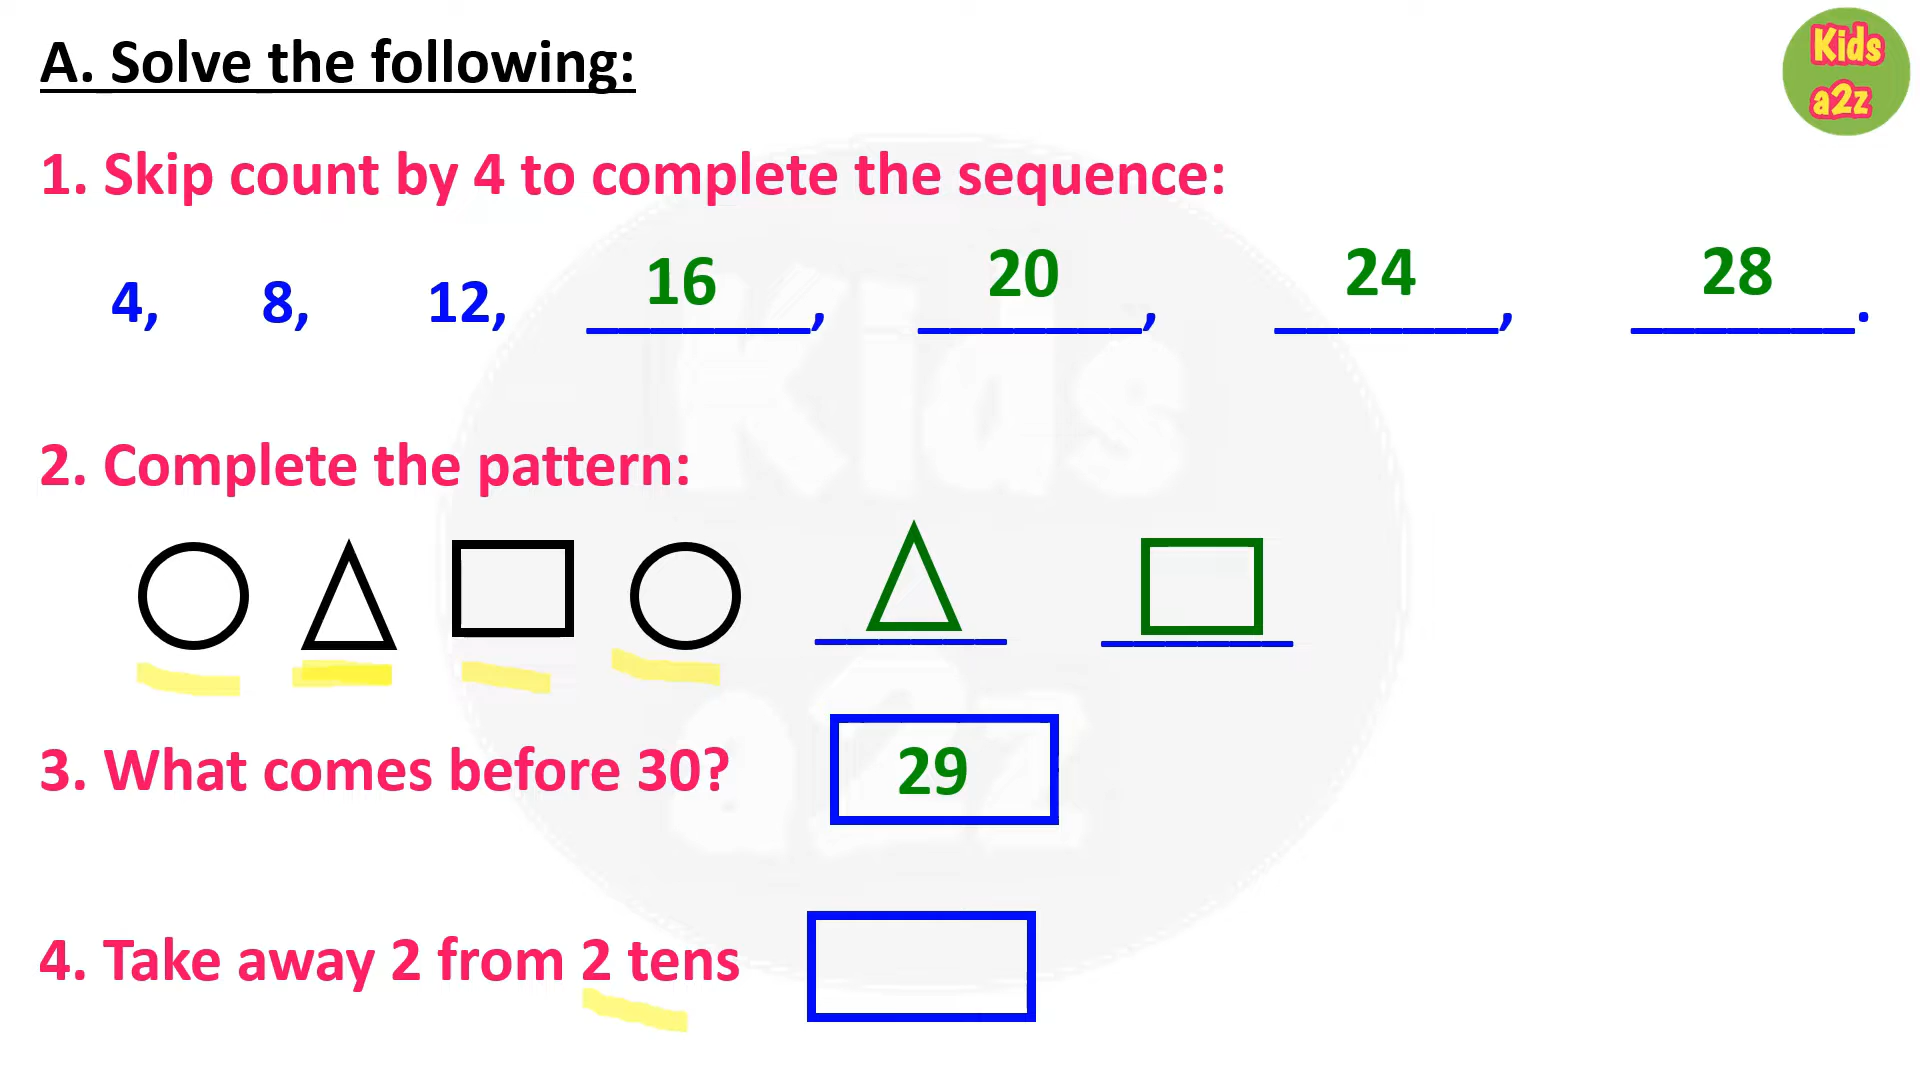 A. Solve the following:
Kids
a2z
1. Skip count by 4 to complete the sequence:
4, 8, 12, 16, 20, 24, 28.
2. Complete the pattern:
3. What comes before 30? 29
4. Take away 2 from 2 tens
Kids
a2z